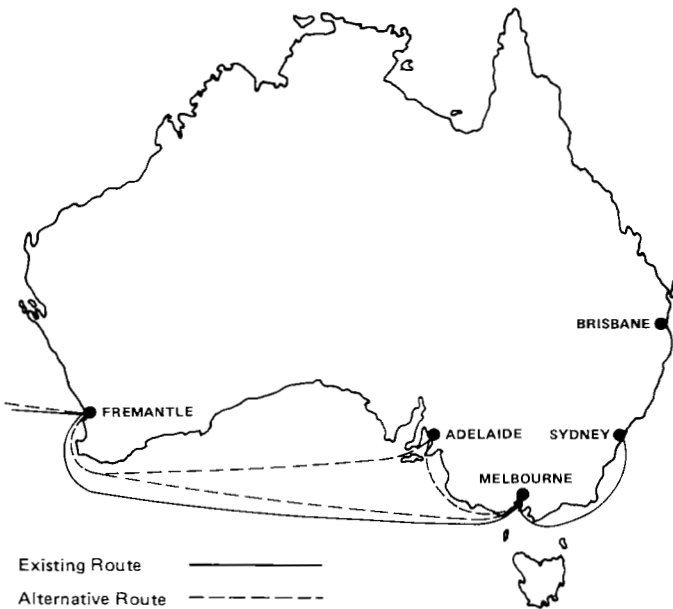 BRISBANE
FREMANTLE
ADELAIDE
SYDNEY
MELBOURNE
Existing Route
Alternative Route